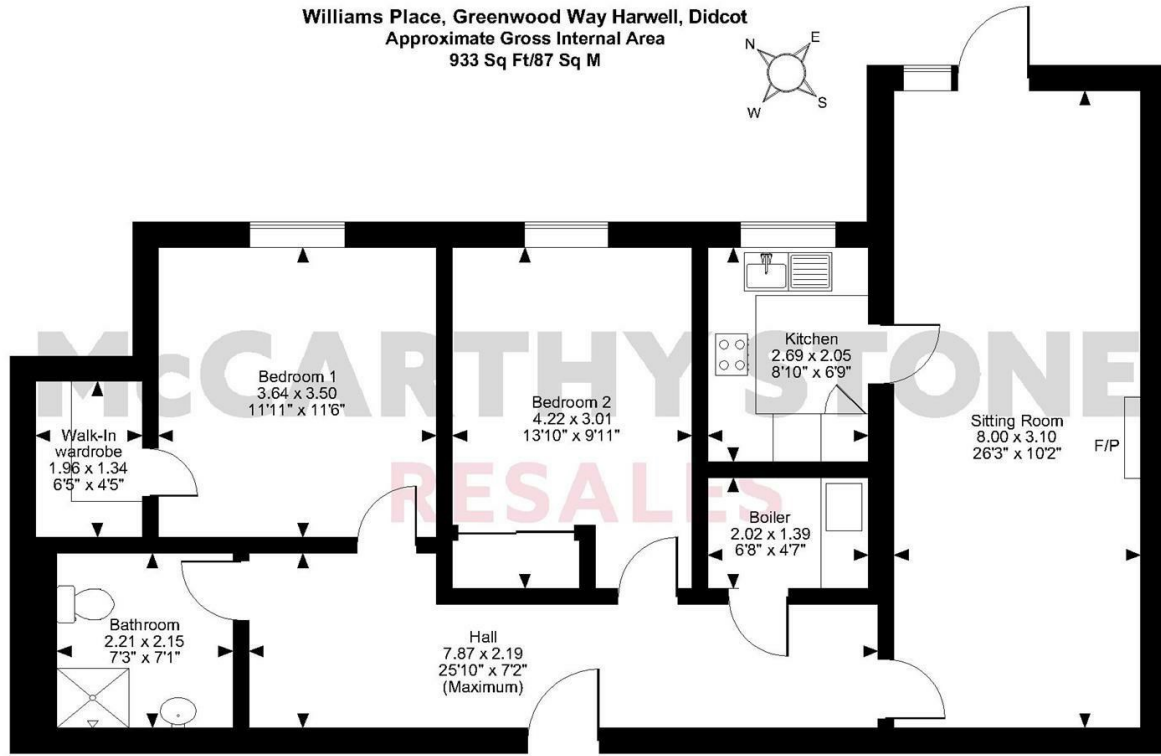 Williams Place, Greenwood Way Harwell, Didcot
Approximate Gross Internal Area
933 Sq Ft/87 Sq M
N
E
W
S
McCARTHY STONE
RESALES
Bedroom 1
3.64 x 3.50
11'11" x 11'6"
Bedroom 2
4.22 x 3.01
13'10" x 9'11"
Kitchen
2.69 x 2.05
8'10" x 6'9"
Sitting Room
8.00 x 3.10
26'3" x 10'2"
F/P
Walk-In
wardrobe
1.96 x 1.34
6'5" x 4'5"
Boiler
2.02 x 1.39
6'8" x 4'7"
Bathroom
2.21 x 2.15
7'3" x 7'1"
Hall
7.87 x 2.19
25'10" x 7'2"
(Maximum)